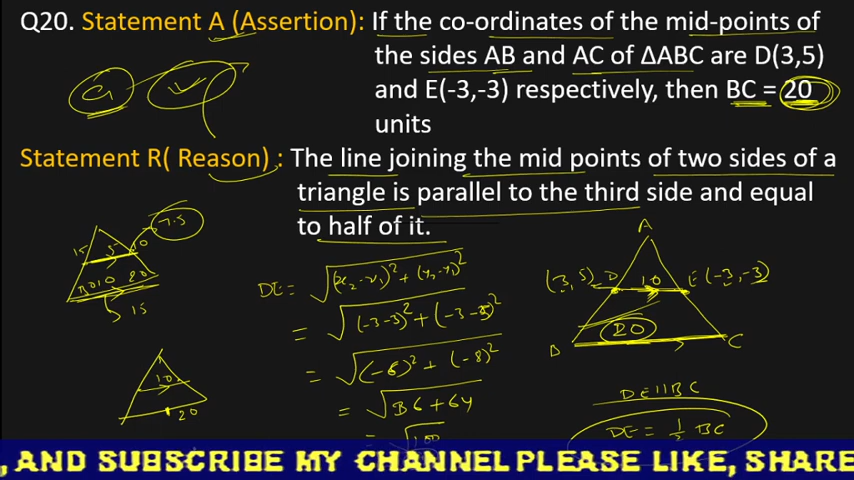 Q20. Statement A (Assertion): If the co-ordinates of the mid-points of
the sides AB and AC of ΔABC are D(3,5)
and E(-3,-3) respectively, then BC = 20
units
Statement R( Reason) : The line joining the mid points of two sides of a
triangle is parallel to the third side and equal
to half of it.
A
(3,5) D 10 E(-3,-3)
20
B C
DE || BC
DE = 1/2 BC
DE = √(x₂-x₁)² + (y₂-y₁)²
= √(-3-3)² + (-3-5)²
= √(-6)² + (-8)²
= √36+64
= √100
7.5
15
15
10
20
, AND SUBSCRIBE MY CHANNEL PLEASE LIKE, SHARE